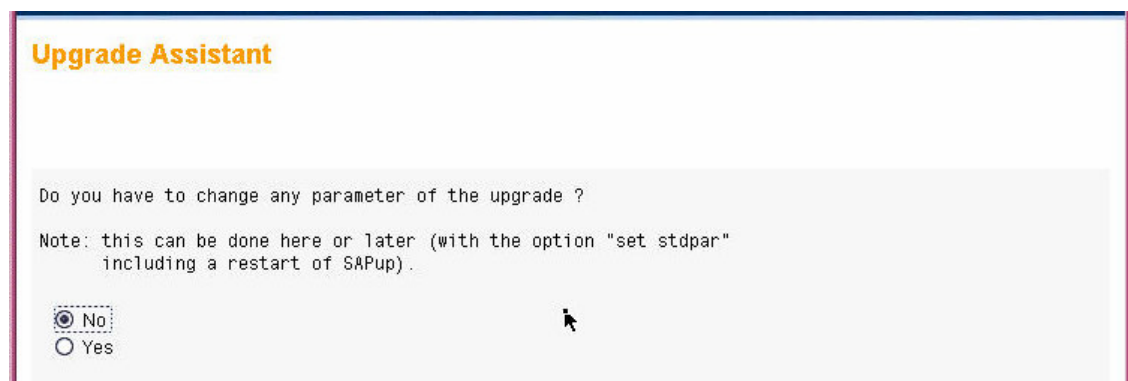 Upgrade Assistant
Do you have to change any parameter of the upgrade ?
Note: this can be done here or later (with the option "set stdpar"
including a restart of SAPup).
No
Yes